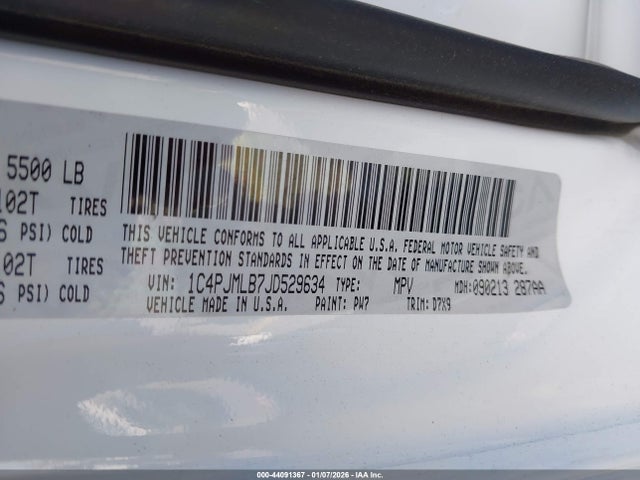 5500 LB
102T TIRES
PSI) COLD
02T TIRES
PSI) COLD
THIS VEHICLE CONFORMS TO ALL APPLICABLE U.S.A. FEDERAL MOTOR VEHICLE SAFETY AND
THEFT PREVENTION STANDARDS IN EFFECT ON THE DATE OF MANUFACTURE SHOWN ABOVE.
VIN: 1C4PJMLB7JD529634 TYPE: MPV MDH:090213 287AA
VEHICLE MADE IN U.S.A. PAINT: PW7 TRIM: D7X9
000-44091367 | 01/07/2026 | IAA Inc.